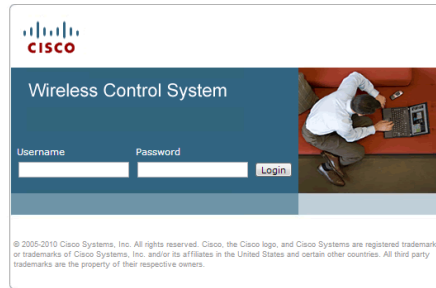 CISCO
Wireless Control System
Username Password
Login
© 2005-2010 Cisco Systems, Inc. All rights reserved. Cisco, the Cisco logo, and Cisco Systems are registered trademark
or trademarks of Cisco Systems, Inc. and/or its affiliates in the United States and certain other countries. All third party
trademarks are the property of their respective owners.